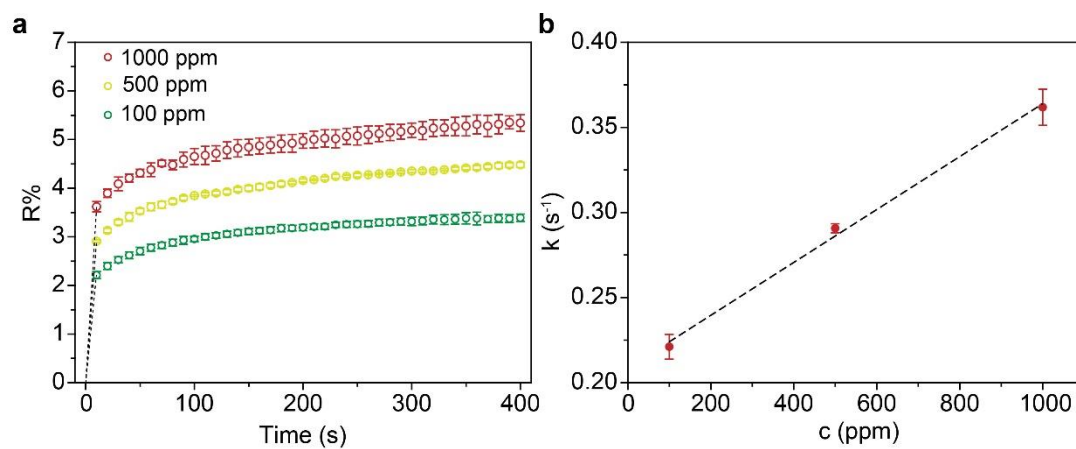 a
7
6
5
4
3
2
1
0
R%
1000 ppm
500 ppm
100 ppm
0 100 200 300 400
Time (s)
b
0.40
0.35
0.30
0.25
0.20
k (s⁻¹)
0 200 400 600 800 1000
c (ppm)